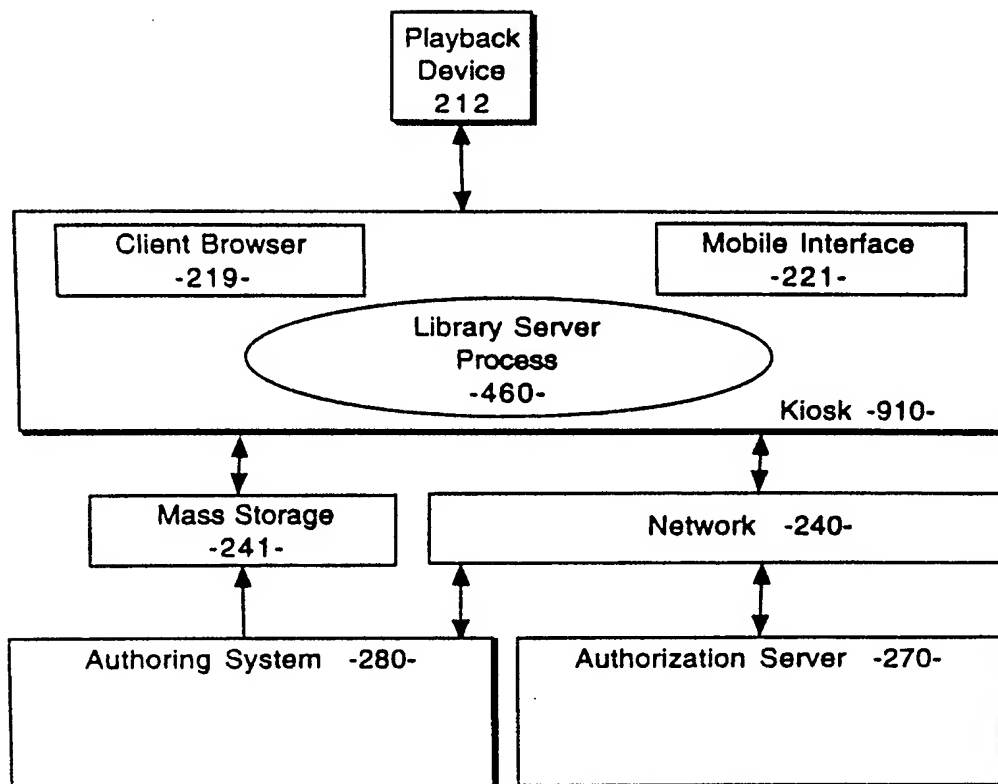 Playback
Device
212
Client Browser
-219-
Mobile Interface
-221-
Library Server
Process
-460-
Kiosk -910-
Mass Storage
-241-
Network -240-
Authoring System -280-
Authorization Server -270-